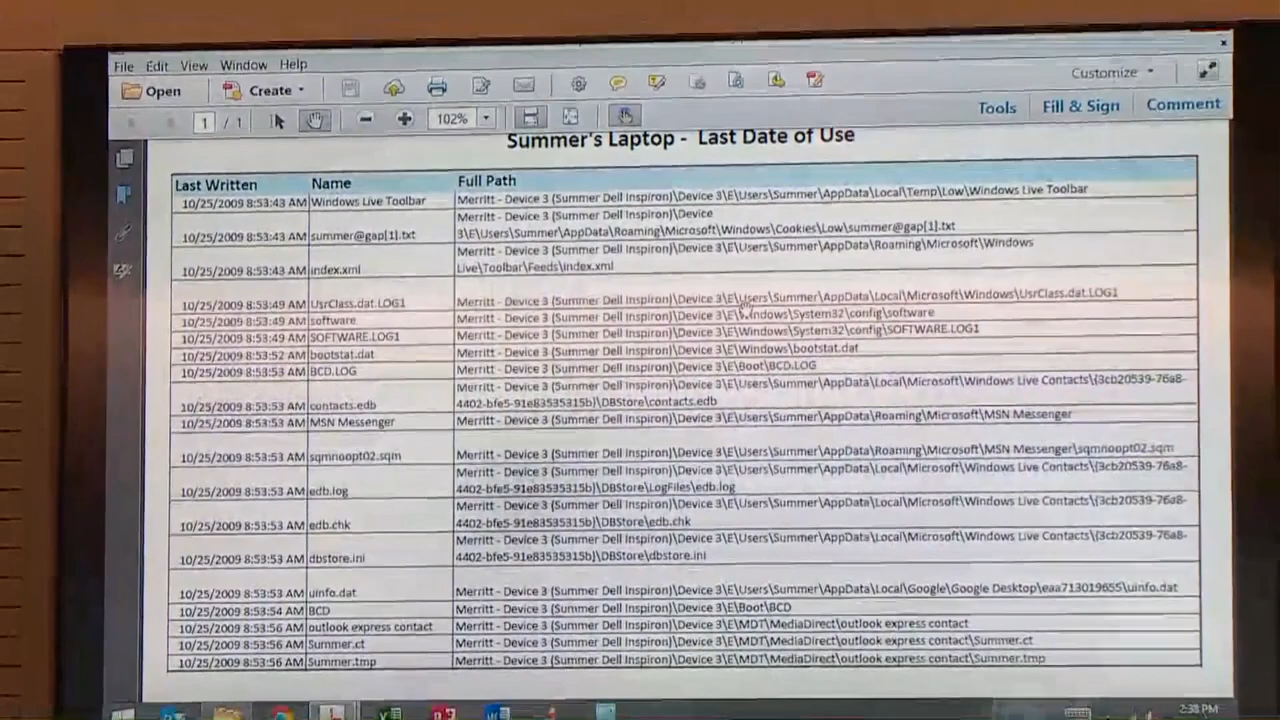 File Edit View Window Help
Open Create Customize
1 / 1 102% Tools Fill & Sign Comment
Summer's Laptop - Last Date of Use
Last Written Name Full Path
10/25/2009 8:53:43 AM Windows Live Toolbar Merritt - Device 3 (Summer Dell Inspiron)\Device 3\E\Users\Summer\AppData\Local\Temp\Low\Windows Live Toolbar
Merritt - Device 3 (Summer Dell Inspiron)\Device
10/25/2009 8:53:43 AM summer@gap[1].txt 3\E\Users\Summer\AppData\Roaming\Microsoft\Windows\Cookies\Low\summer@gap[1].txt
Merritt - Device 3 (Summer Dell Inspiron)\Device 3\E\Users\Summer\AppData\Roaming\Microsoft\Windows
10/25/2009 8:53:43 AM index.xml Live\Toolbar\Feeds\index.xml
10/25/2009 8:53:49 AM UsrClass.dat.LOG1 Merritt - Device 3 (Summer Dell Inspiron)\Device 3\E\Users\Summer\AppData\Local\Microsoft\Windows\UsrClass.dat.LOG1
10/25/2009 8:53:49 AM software Merritt - Device 3 (Summer Dell Inspiron)\Device 3\E\Windows\System32\config\software
10/25/2009 8:53:49 AM SOFTWARE.LOG1 Merritt - Device 3 (Summer Dell Inspiron)\Device 3\E\Windows\System32\config\SOFTWARE.LOG1
10/25/2009 8:53:52 AM bootstat.dat Merritt - Device 3 (Summer Dell Inspiron)\Device 3\E\Windows\bootstat.dat
10/25/2009 8:53:53 AM BCD.LOG Merritt - Device 3 (Summer Dell Inspiron)\Device 3\E\Boot\BCD.LOG
Merritt - Device 3 (Summer Dell Inspiron)\Device 3\E\Users\Summer\AppData\Local\Microsoft\Windows Live Contacts\{3cb20539-76a8-
10/25/2009 8:53:53 AM contacts.edb 4402-bfe5-91e83535315b}\DBStore\contacts.edb
10/25/2009 8:53:53 AM MSN Messenger Merritt - Device 3 (Summer Dell Inspiron)\Device 3\E\Users\Summer\AppData\Roaming\Microsoft\MSN Messenger
10/25/2009 8:53:53 AM sqmnoopt02.sqm Merritt - Device 3 (Summer Dell Inspiron)\Device 3\E\Users\Summer\AppData\Roaming\Microsoft\MSN Messenger\sqmnoopt02.sqm
Merritt - Device 3 (Summer Dell Inspiron)\Device 3\E\Users\Summer\AppData\Local\Microsoft\Windows Live Contacts\{3cb20539-76a8-
10/25/2009 8:53:53 AM edb.log 4402-bfe5-91e83535315b}\DBStore\LogFiles\edb.log
Merritt - Device 3 (Summer Dell Inspiron)\Device 3\E\Users\Summer\AppData\Local\Microsoft\Windows Live Contacts\{3cb20539-76a8-
10/25/2009 8:53:53 AM edb.chk 4402-bfe5-91e83535315b}\DBStore\edb.chk
Merritt - Device 3 (Summer Dell Inspiron)\Device 3\E\Users\Summer\AppData\Local\Microsoft\Windows Live Contacts\{3cb20539-76a8-
10/25/2009 8:53:53 AM dbstore.ini 4402-bfe5-91e83535315b}\DBStore\dbstore.ini
10/25/2009 8:53:53 AM uinfo.dat Merritt - Device 3 (Summer Dell Inspiron)\Device 3\E\Users\Summer\AppData\Local\Google\Google Desktop\eaa713019655\uinfo.dat
10/25/2009 8:53:54 AM BCD Merritt - Device 3 (Summer Dell Inspiron)\Device 3\E\Boot\BCD
10/25/2009 8:53:56 AM outlook express contact Merritt - Device 3 (Summer Dell Inspiron)\Device 3\E\MDT\MediaDirect\outlook express contact
10/25/2009 8:53:56 AM Summer.ct Merritt - Device 3 (Summer Dell Inspiron)\Device 3\E\MDT\MediaDirect\outlook express contact\Summer.ct
10/25/2009 8:53:56 AM Summer.tmp Merritt - Device 3 (Summer Dell Inspiron)\Device 3\E\MDT\MediaDirect\outlook express contact\Summer.tmp
2:38 PM